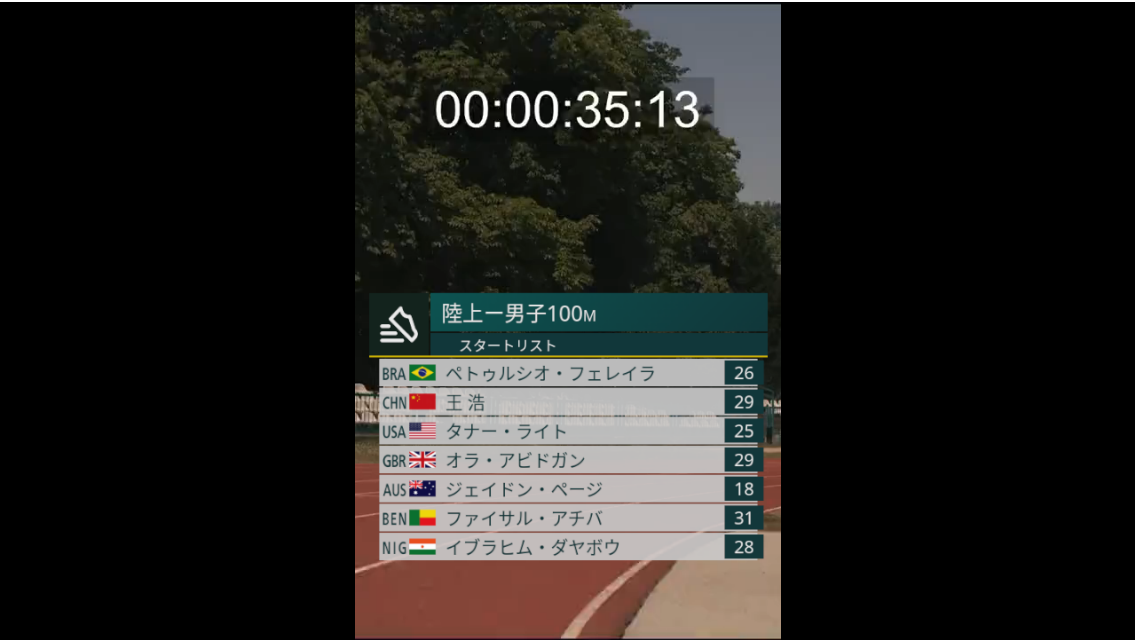 00:00:35:13
陸上ー男子100M
スタートリスト
BRA ペトゥルシオ・フェレイラ 26
CHN 王 浩 29
USA タナー・ライト 25
GBR オラ・アビドガン 29
AUS ジェイドン・ページ 18
BEN ファイサル・アチバ 31
NIG イブラヒム・ダヤボウ 28